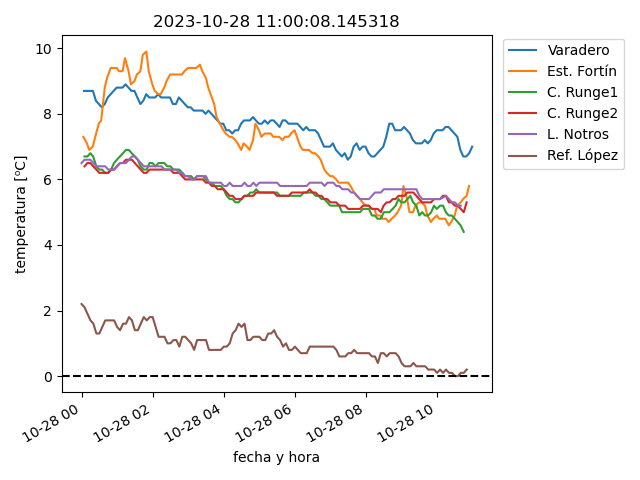 2023-10-28 11:00:08.145318
Varadero
Est. Fortín
C. Runge1
C. Runge2
L. Notros
Ref. López
temperatura [ºC]
10
8
6
4
2
0
10-28 00
10-28 02
10-28 04
10-28 06
10-28 08
10-28 10
fecha y hora